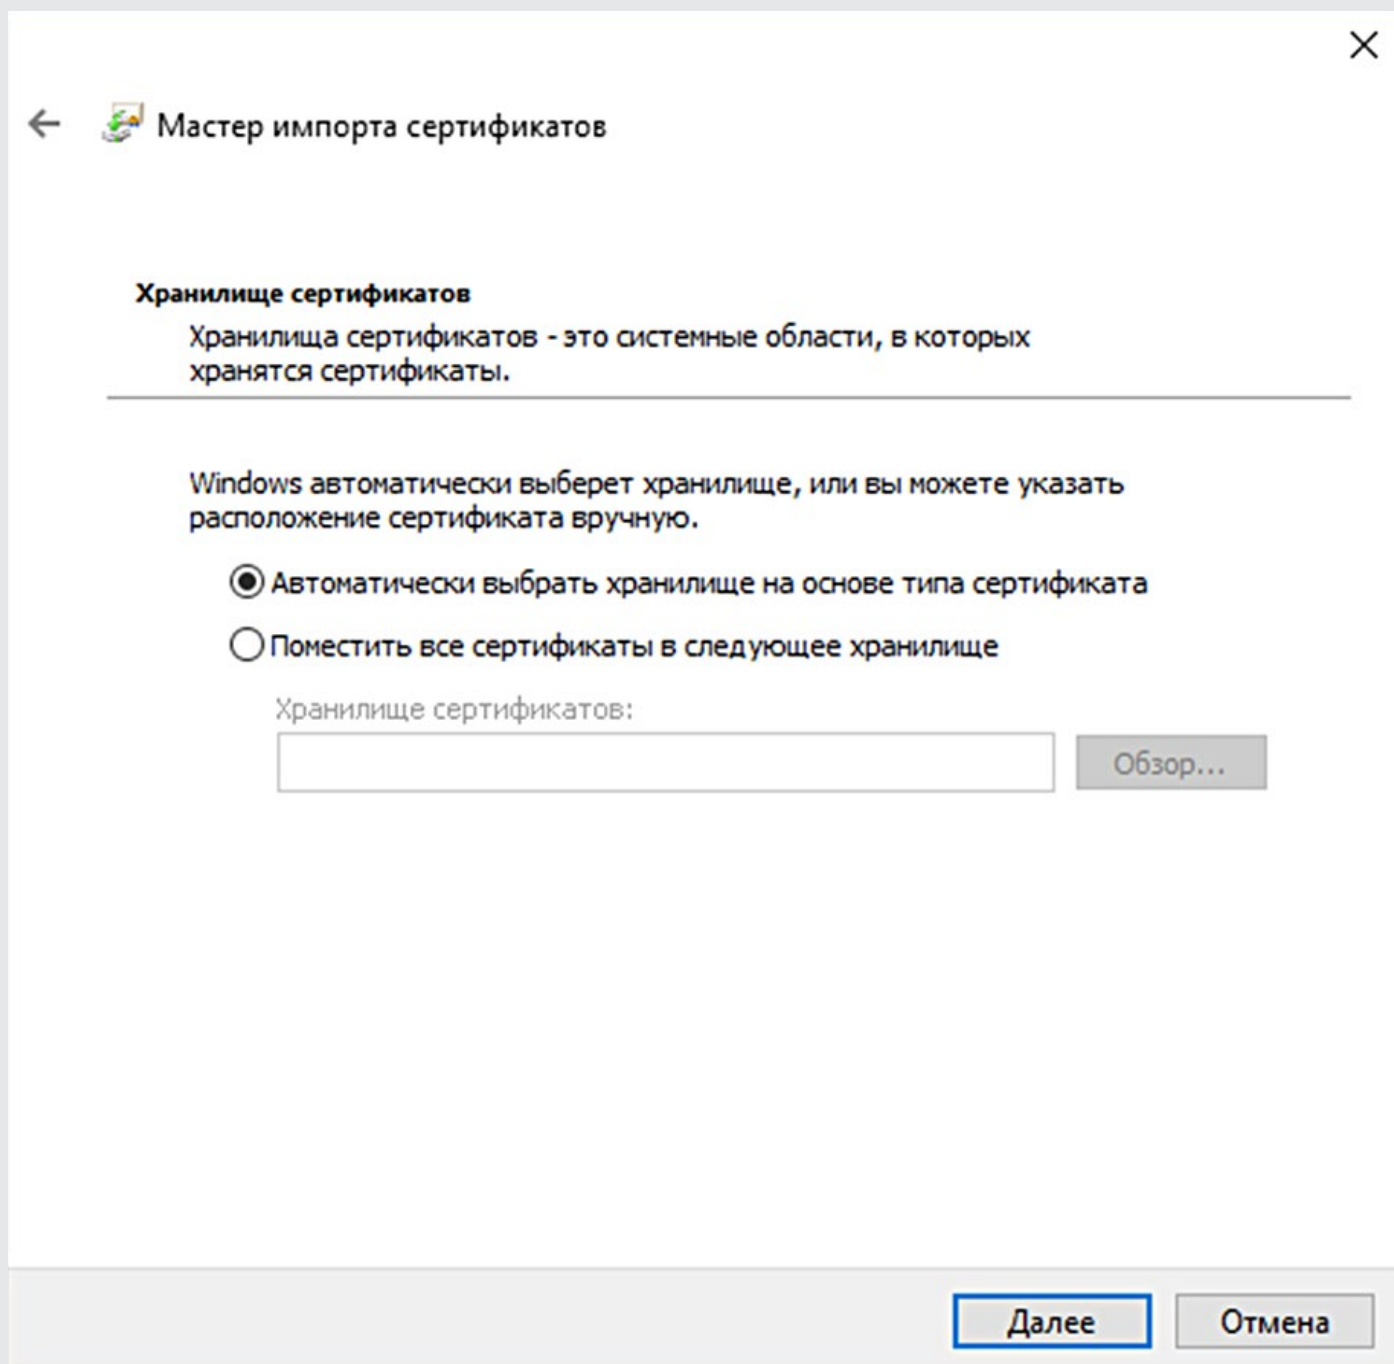 Мастер импорта сертификатов
Хранилище сертификатов
Хранилища сертификатов - это системные области, в которых
хранятся сертификаты.
Windows автоматически выберет хранилище, или вы можете указать
расположение сертификата вручную.
Автоматически выбрать хранилище на основе типа сертификата
Поместить все сертификаты в следующее хранилище
Хранилище сертификатов:
Обзор...
Далее Отмена